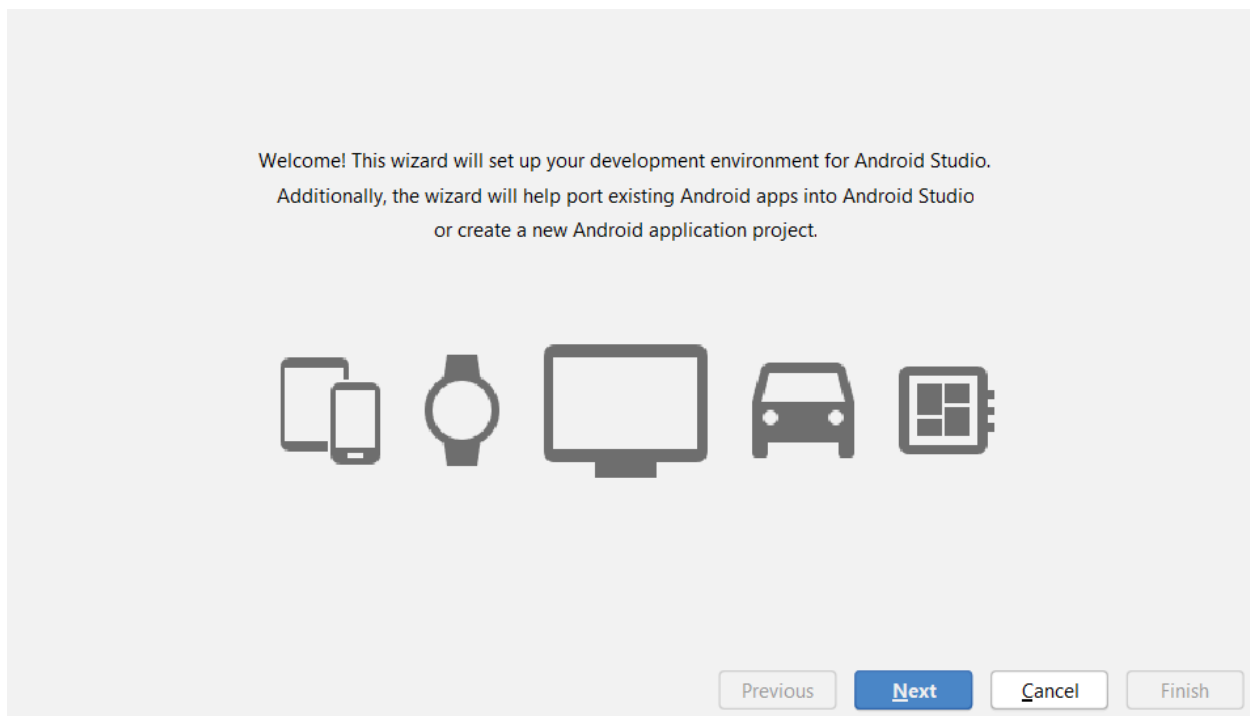 Welcome! This wizard will set up your development environment for Android Studio.
Additionally, the wizard will help port existing Android apps into Android Studio
or create a new Android application project.
Previous
Next
Cancel
Finish